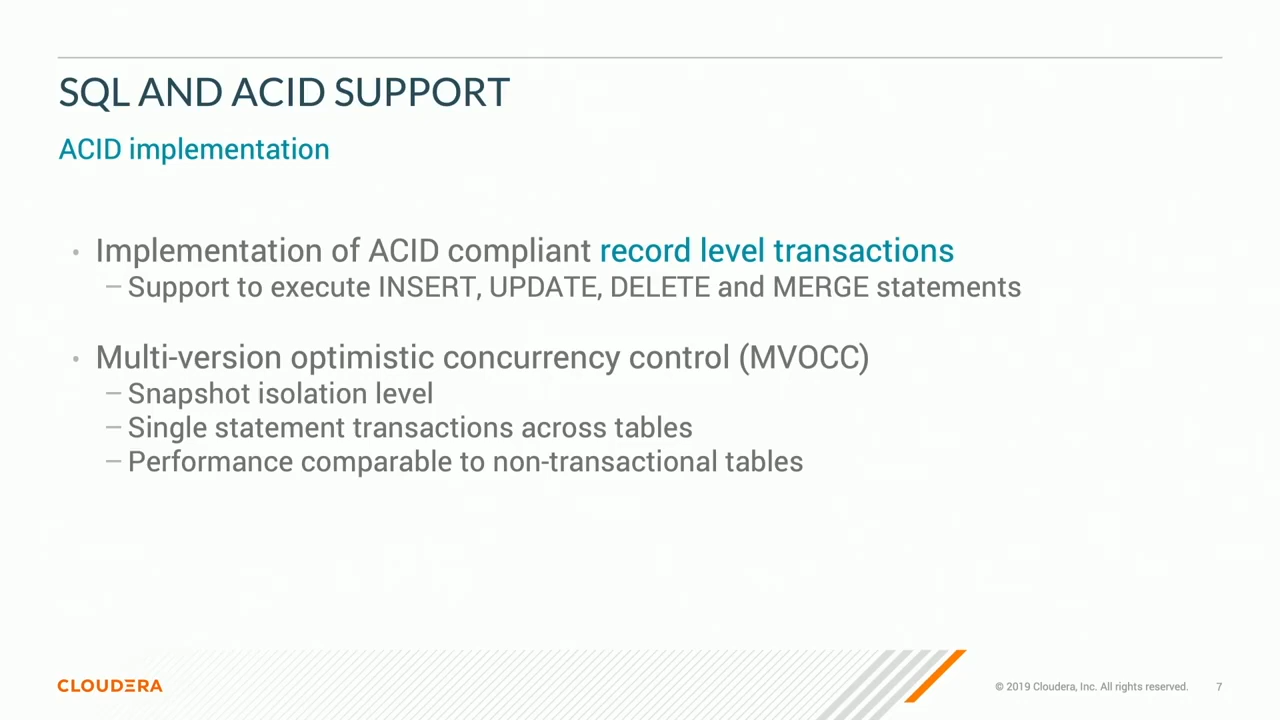 SQL AND ACID SUPPORT
ACID implementation
• Implementation of ACID compliant record level transactions
– Support to execute INSERT, UPDATE, DELETE and MERGE statements
• Multi-version optimistic concurrency control (MVOCC)
– Snapshot isolation level
– Single statement transactions across tables
– Performance comparable to non-transactional tables
CLOUDERA
© 2019 Cloudera, Inc. All rights reserved. 7